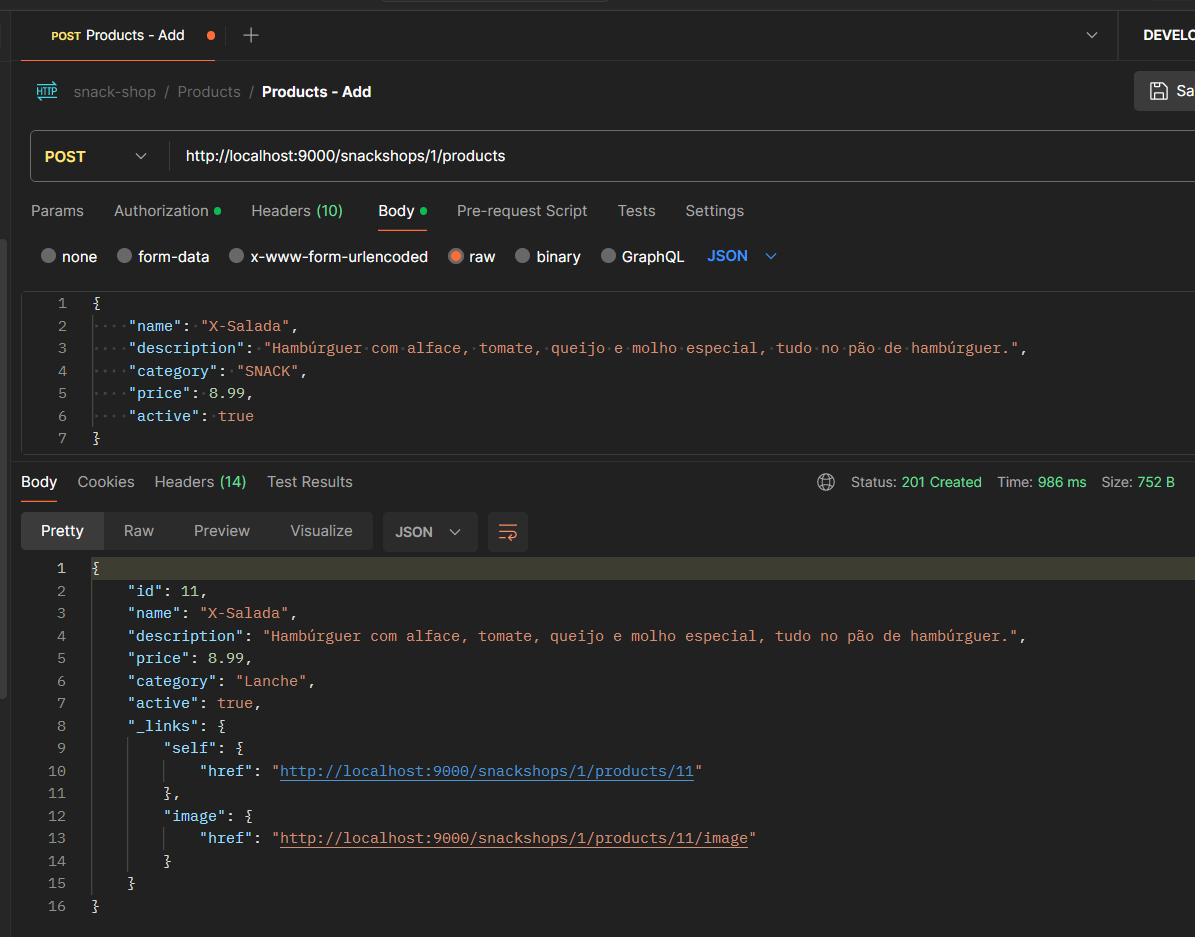 POST Products - Add
DEVELO
HTTP snack-shop / Products / Products - Add
Sa
POST http://localhost:9000/snackshops/1/products
Params Authorization Headers (10) Body Pre-request Script Tests Settings
none form-data x-www-form-urlencoded raw binary GraphQL JSON
1 {
2 "name": "X-Salada",
3 "description": "Hambúrguer com alface, tomate, queijo e molho especial, tudo no pão de hambúrguer.",
4 "category": "SNACK",
5 "price": 8.99,
6 "active": true
7 }
Body Cookies Headers (14) Test Results Status: 201 Created Time: 986 ms Size: 752 B
Pretty Raw Preview Visualize JSON
1 {
2 "id": 11,
3 "name": "X-Salada",
4 "description": "Hambúrguer com alface, tomate, queijo e molho especial, tudo no pão de hambúrguer.",
5 "price": 8.99,
6 "category": "Lanche",
7 "active": true,
8 "_links": {
9 "self": {
10 "href": "http://localhost:9000/snackshops/1/products/11"
11 },
12 "image": {
13 "href": "http://localhost:9000/snackshops/1/products/11/image"
14 }
15 }
16 }